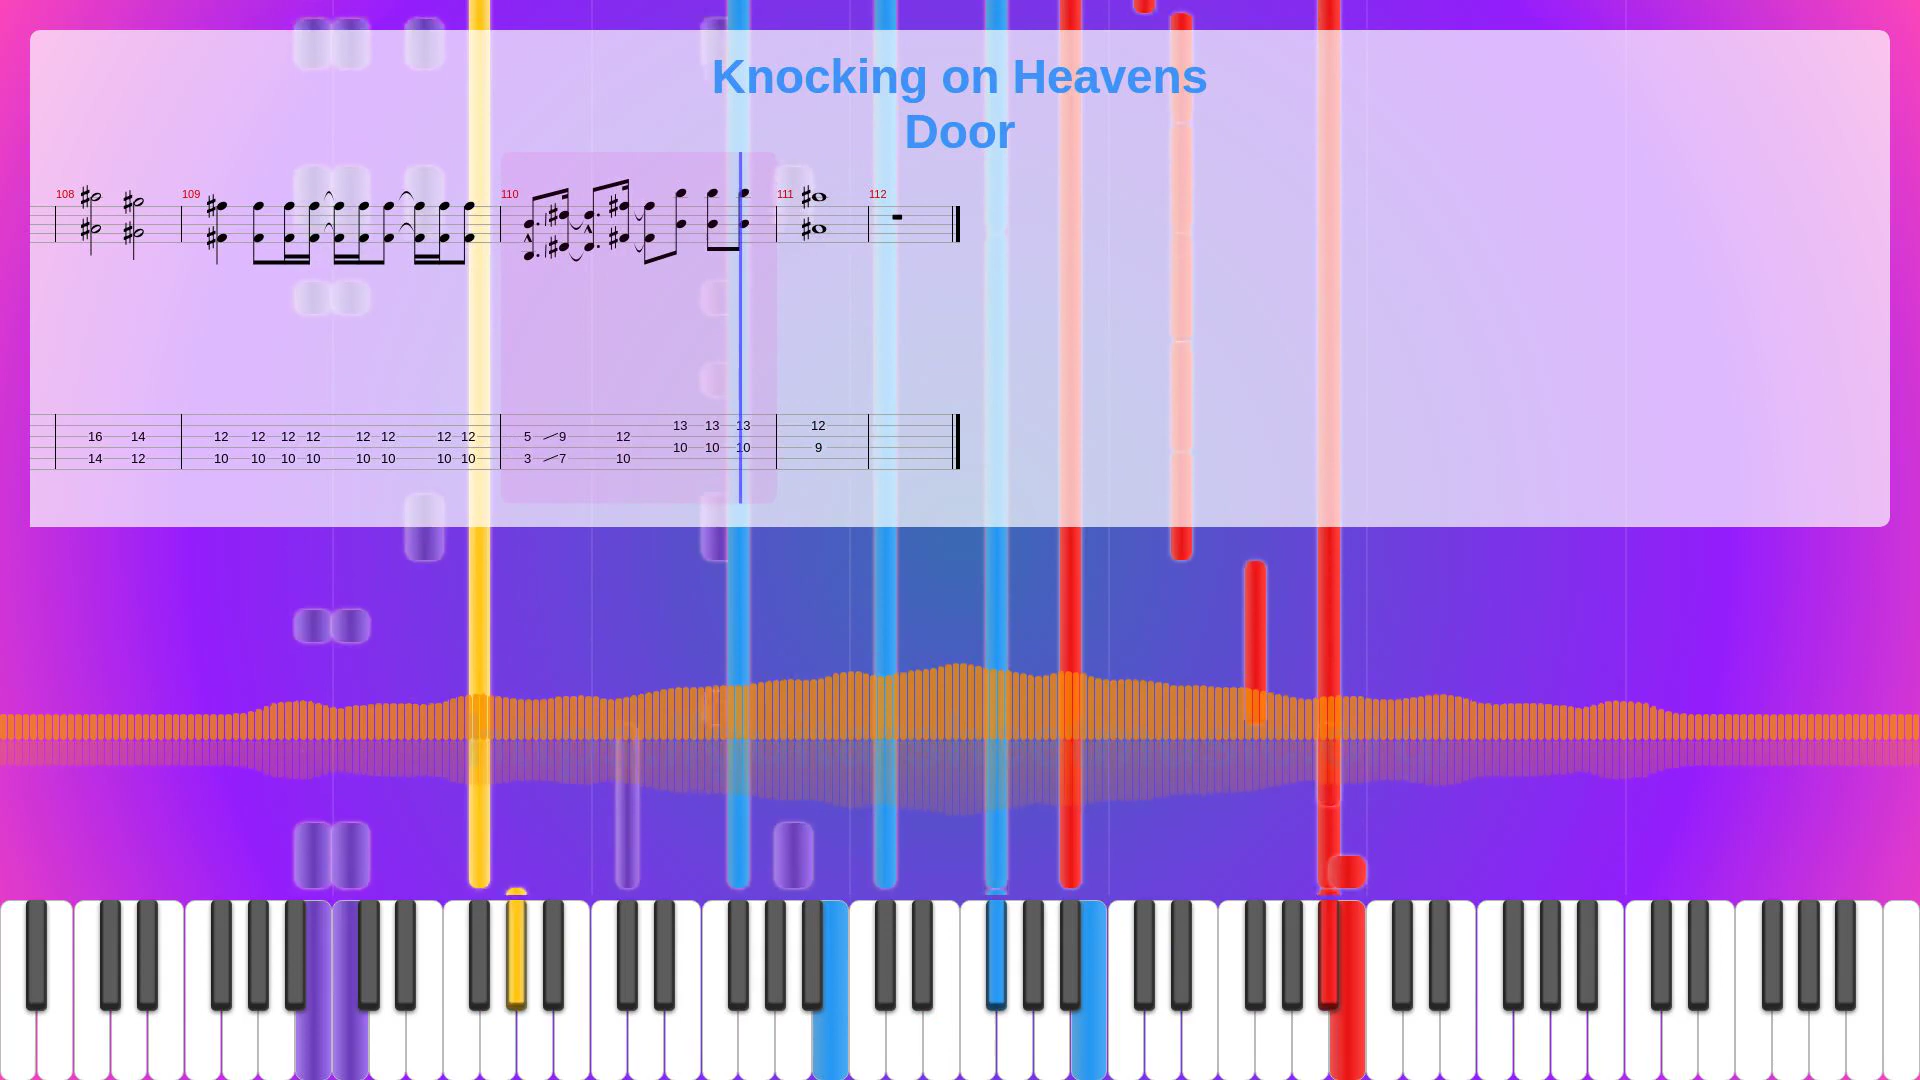 Knocking on Heavens
Door
108 109 110 111 112
13 13 13 12
16 14 12 12 12 12 12 12 12 12 5 9 12
10 10 10 9
14 12 10 10 10 10 10 10 10 10 3 7 10